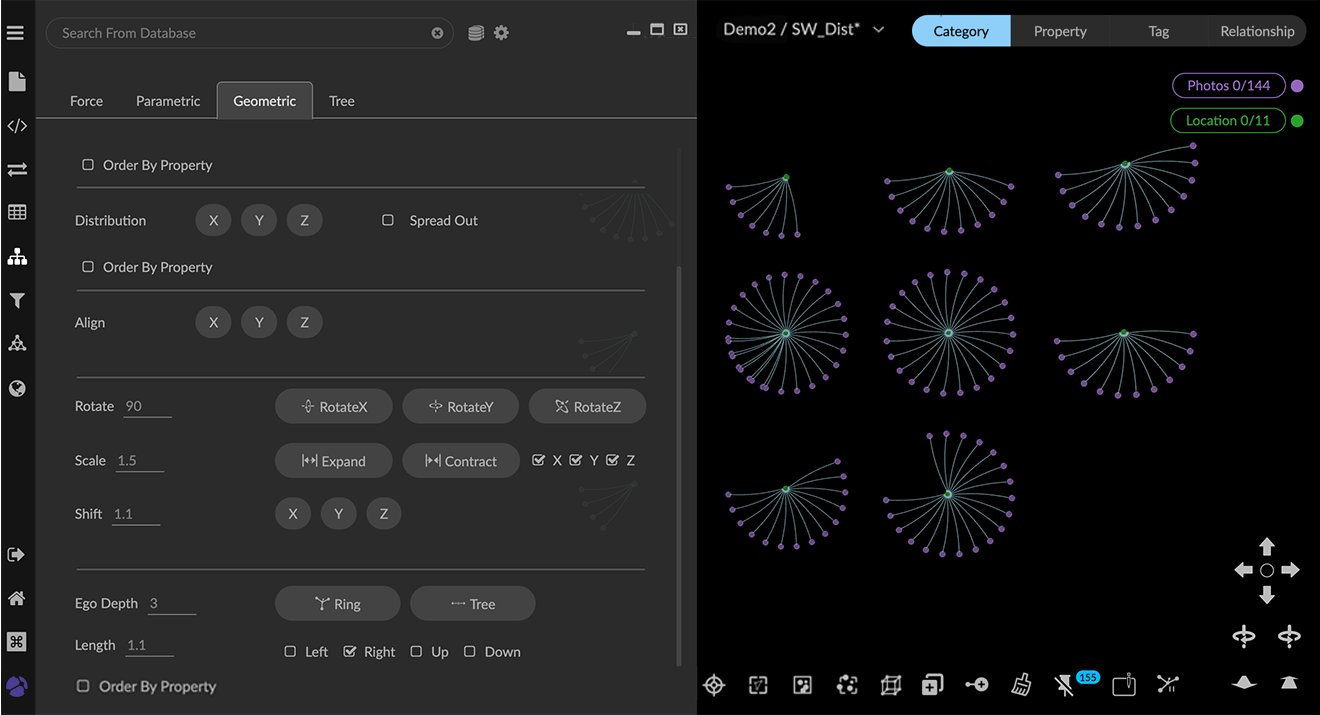 Search From Database
Demo2 / SW_Dist*
Category
Property
Tag
Relationship
Force
Parametric
Geometric
Tree
Photos 0/144
Location 0/11
Order By Property
Distribution
X
Y
Z
Spread Out
Order By Property
Align
X
Y
Z
Rotate 90
RotateX
RotateY
RotateZ
Scale 1.5
Expand
Contract
X
Y
Z
Shift 1.1
X
Y
Z
Ego Depth 3
Ring
Tree
Length 1.1
Left
Right
Up
Down
Order By Property
155